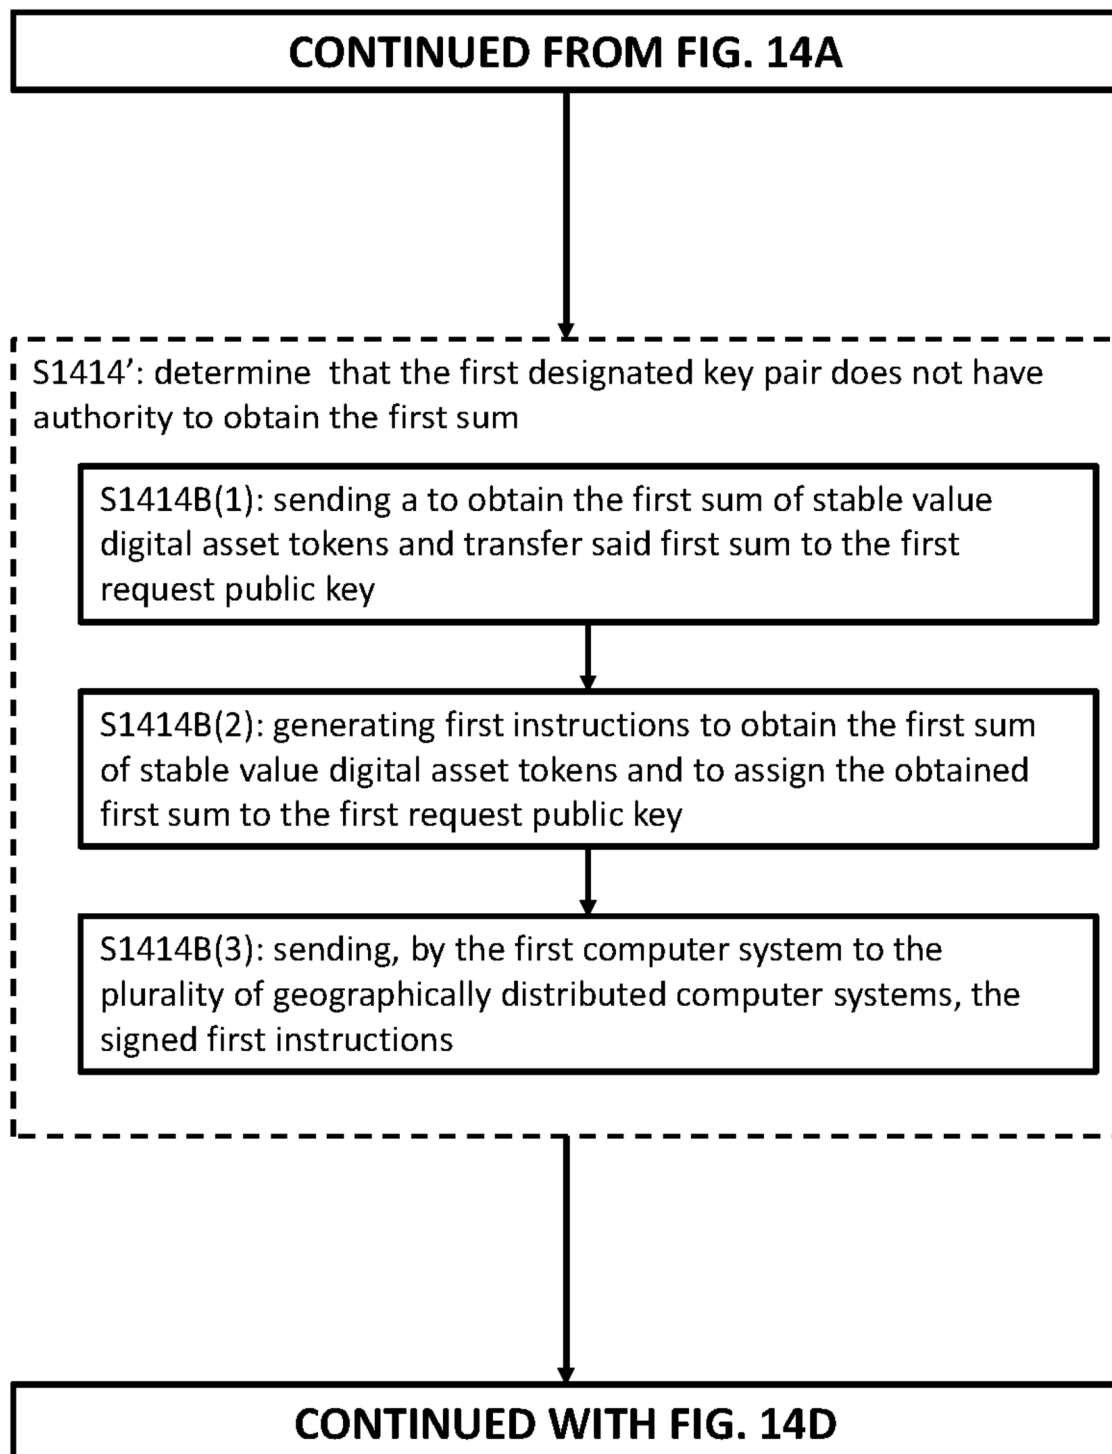 CONTINUED FROM FIG. 14A
S1414’: determine  that the first designated key pair does not have
authority to obtain the first sum
S1414B(1): sending a to obtain the first sum of stable value
digital asset tokens and transfer said first sum to the first
request public key
S1414B(2): generating first instructions to obtain the first sum
of stable value digital asset tokens and to assign the obtained
first sum to the first request public key
S1414B(3): sending, by the first computer system to the
plurality of geographically distributed computer systems, the
signed first instructions
CONTINUED WITH FIG. 14D